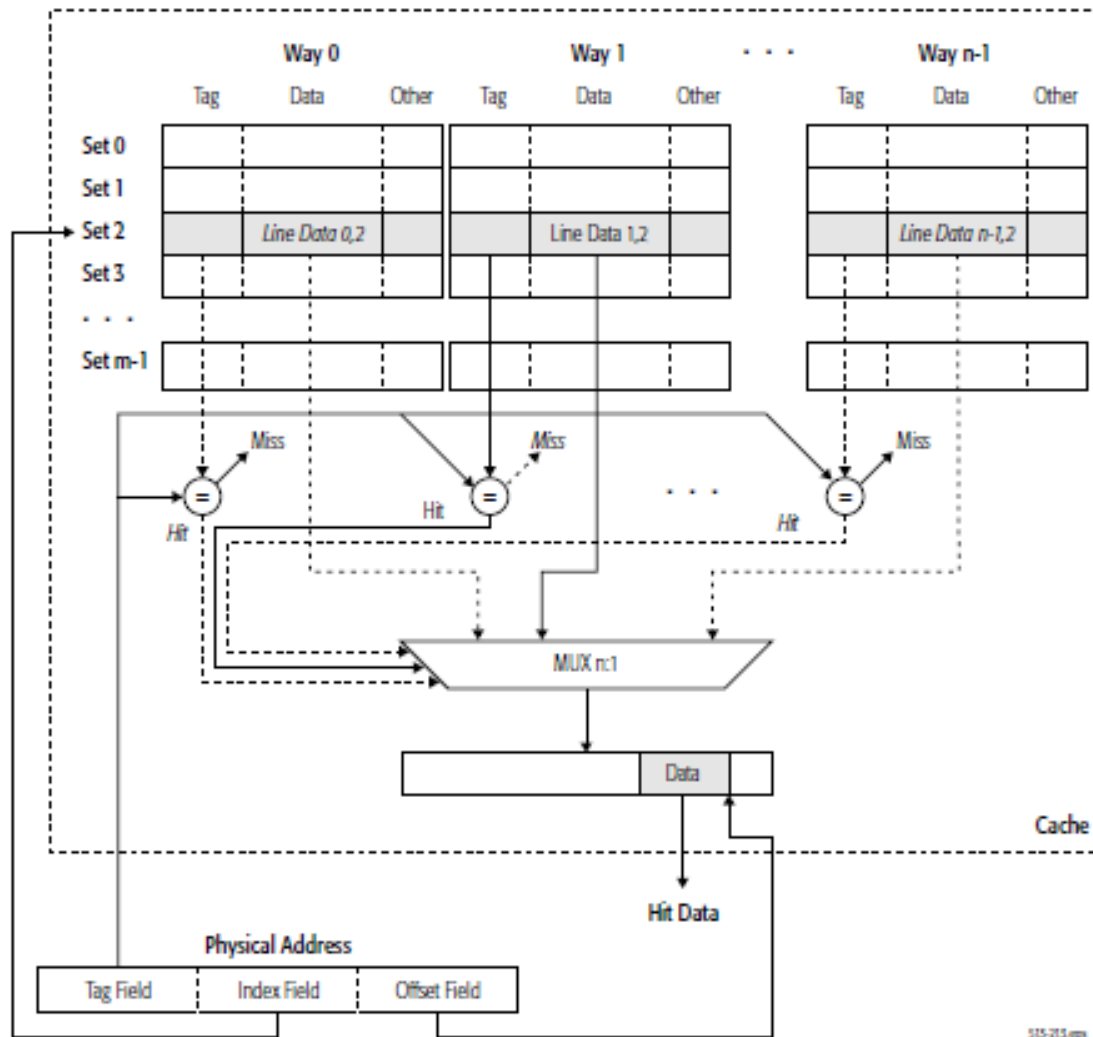 Way 0 Way 1 . . . Way n-1
Tag Data Other Tag Data Other Tag Data Other
Set 0
Set 1
Set 2 Line Data 0,2 Line Data 1,2 Line Data n-1,2
Set 3
. . .
Set m-1
Miss Miss Miss
= = . . . =
Hit Hit Hit
MUX n:1
Data
Cache
Hit Data
Physical Address
Tag Field Index Field Offset Field